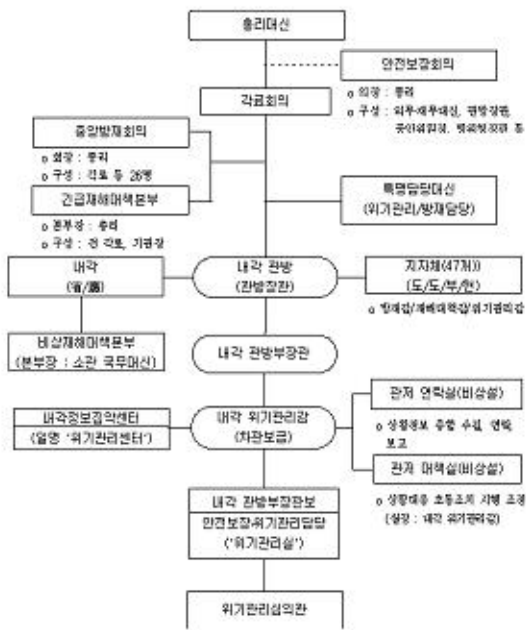 총리대신
안전보장회의
o 의장 : 총리
o 구성 : 외무·재무대신, 관방장관,
공안위원장, 방위청장관 등
각료회의
중앙방재회의
o 회장 : 총리
o 구성 : 각료 등 26명
긴급재해대책본부
o 본부장 : 총리
o 구성 : 전 각료, 기관장
특명담당대신
(위기관리/방재담당)
내각
(省/廳)
내각 관방
(관방장관)
지자체(47개)
(도/도/부/현)
o 방재감/재해대책감/위기관리감
비상재해대책본부
(본부장 : 소관 국무대신)
내각 관방부장관
내각정보집약센터
(일명 "위기관리센터")
내각 위기관리감
(차관보급)
관저 연락실(비상설)
o 상황정보 종합 수집, 연락,
보고
관저 대책실(비상설)
o 상황대응 초동조치 시행 조정
(실장 : 내각 위기관리감)
내각 관방부장관보
안전보장·위기관리담당
("위기관리실")
위기관리심의관